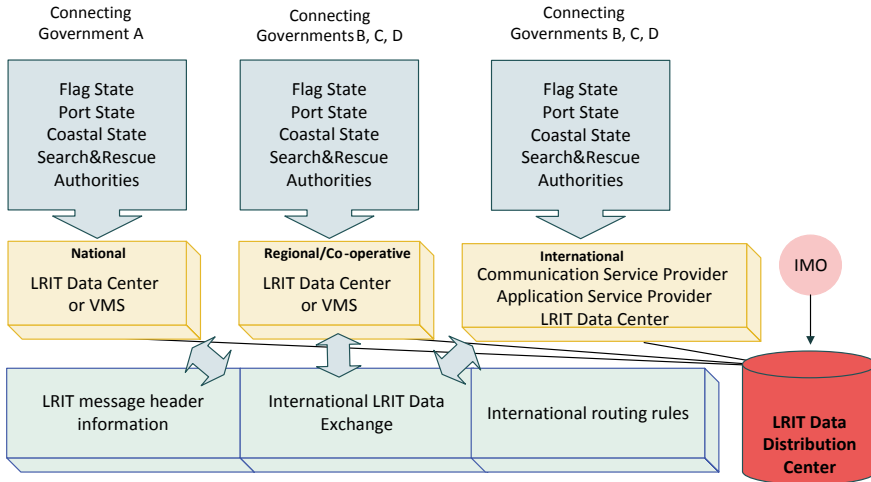 Connecting
Government A
Connecting
Governments B, C, D
Connecting
Governments B, C, D
Flag State
Port State
Coastal State
Search&Rescue
Authorities
Flag State
Port State
Coastal State
Search&Rescue
Authorities
Flag State
Port State
Coastal State
Search&Rescue
Authorities
National
LRIT Data Center
or VMS
Regional/Co-operative
LRIT Data Center
or VMS
International
Communication Service Provider
Application Service Provider
LRIT Data Center
IMO
LRIT message header
information
International LRIT Data
Exchange
International routing rules
LRIT Data
Distribution
Center